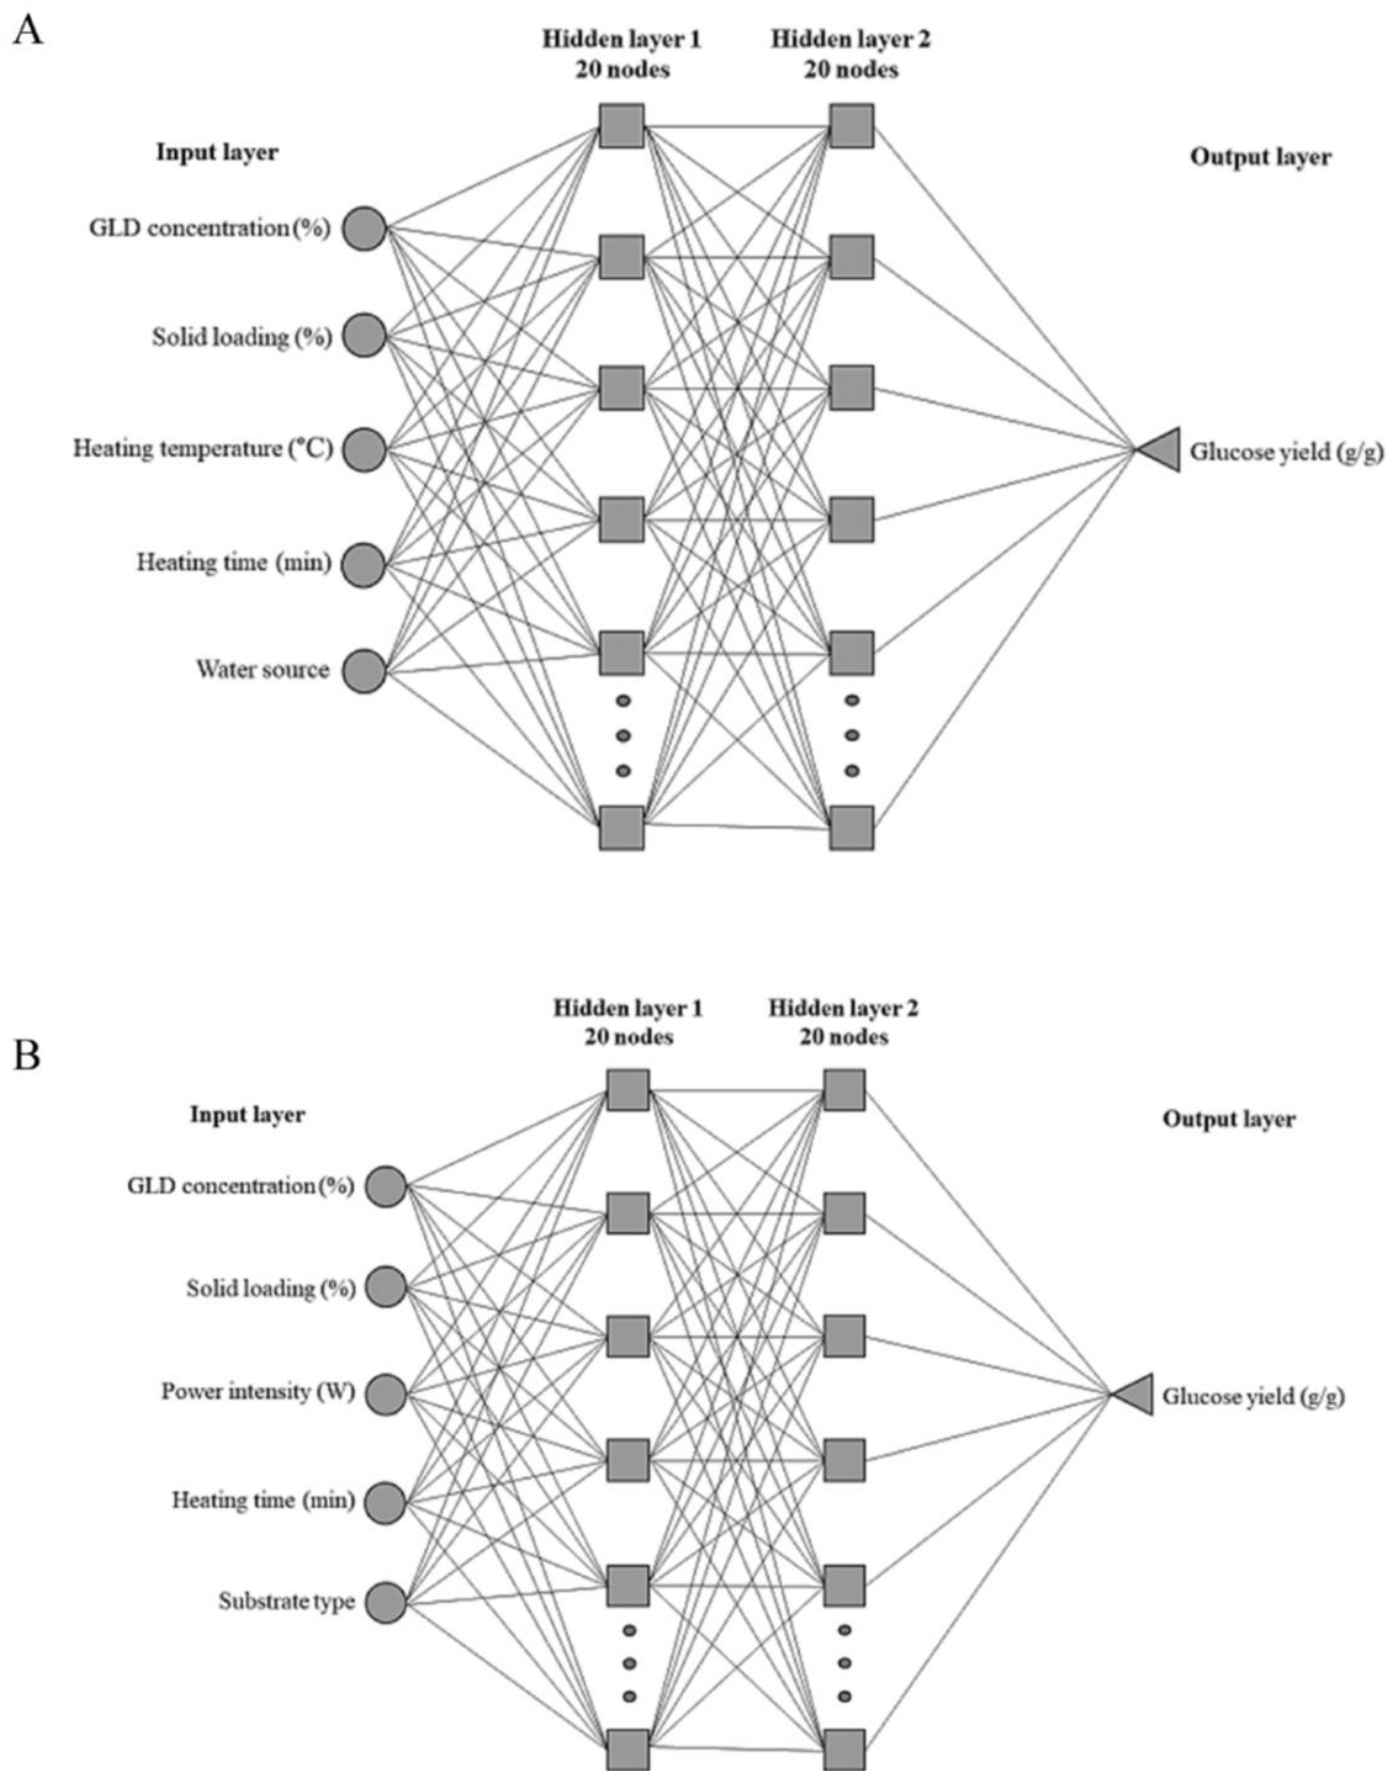 A
Hidden layer 1
20 nodes
Hidden layer 2
20 nodes
Input layer
Output layer
GLD concentration (%)
Solid loading (%)
Heating temperature (°C)
Heating time (min)
Water source
Glucose yield (g/g)
B
Hidden layer 1
20 nodes
Hidden layer 2
20 nodes
Input layer
Output layer
GLD concentration (%)
Solid loading (%)
Power intensity (W)
Heating time (min)
Substrate type
Glucose yield (g/g)